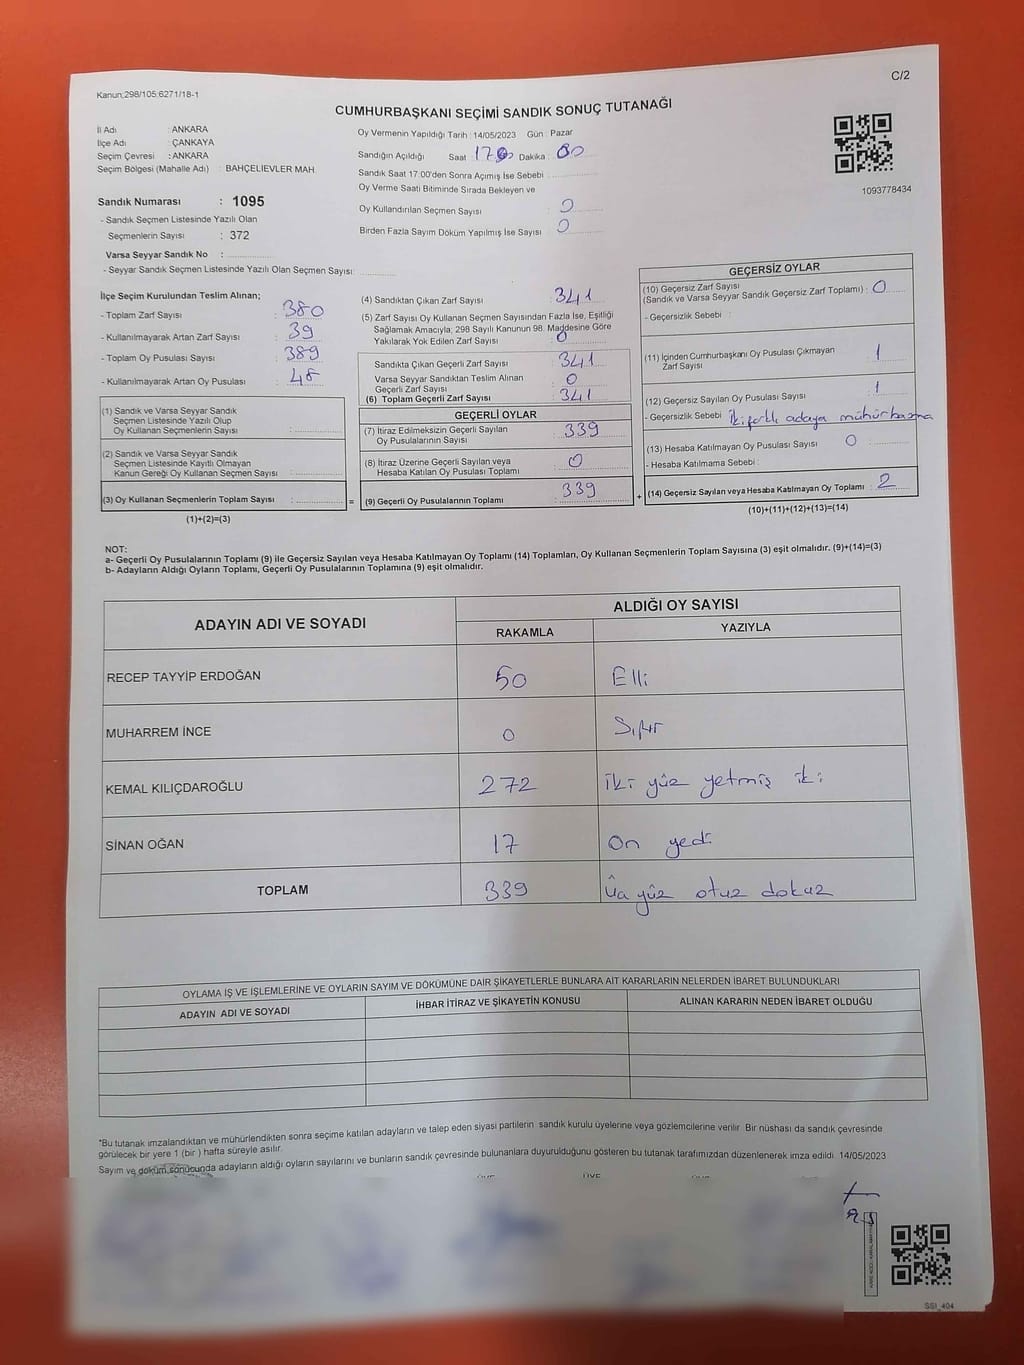 Kanun:298/105:6271/18-1
C/2
CUMHURBAŞKANI SEÇİMİ SANDIK SONUÇ TUTANAĞI
İl Adı : ANKARA
İlçe Adı : ÇANKAYA
Seçim Çevresi : ANKARA
Seçim Bölgesi (Mahalle Adı) : BAHÇELİEVLER MAH
Sandık Numarası : 1095
- Sandık Seçmen Listesinde Yazılı Olan
Seçmenlerin Sayısı : 372
Varsa Seyyar Sandık No :
- Seyyar Sandık Seçmen Listesinde Yazılı Olan Seçmen Sayısı:
Oy Vermenin Yapıldığı Tarih : 14/05/2023 Gün : Pazar
Sandığın Açıldığı Saat : 17 Dakika : 00
Sandık Saat 17:00'den Sonra Açımış İse Sebebi :
Oy Verme Saati Bitiminde Sırada Bekleyen ve
Oy Kullandırılan Seçmen Sayısı : 0
Birden Fazla Sayım Döküm Yapılmış İse Sayısı : 0
1093778434
İlçe Seçim Kurulundan Teslim Alınan;
- Toplam Zarf Sayısı : 380
- Kullanılmayarak Artan Zarf Sayısı : 39
- Toplam Oy Pusulası Sayısı : 389
- Kullanılmayarak Artan Oy Pusulası : 48
(1) Sandık ve Varsa Seyyar Sandık
Seçmen Listesinde Yazılı Olup
Oy Kullanan Seçmenlerin Sayısı :
(2) Sandık ve Varsa Seyyar Sandık
Seçmen Listesinde Kayıtlı Olmayan
Kanun Gereği Oy Kullanan Seçmen Sayısı :
(3) Oy Kullanan Seçmenlerin Toplam Sayısı :
(1)+(2)=(3)
=
(4) Sandıktan Çıkan Zarf Sayısı : 341
(5) Zarf Sayısı Oy Kullanan Seçmen Sayısından Fazla İse, Eşitliği
Sağlamak Amacıyla; 298 Sayılı Kanunun 98. Maddesine Göre
Yakılarak Yok Edilen Zarf Sayısı : 0
Sandıkta Çıkan Geçerli Zarf Sayısı : 341
Varsa Seyyar Sandıktan Teslim Alınan
Geçerli Zarf Sayısı : 0
(6) Toplam Geçerli Zarf Sayısı : 341
GEÇERLİ OYLAR
(7) İtiraz Edilmeksizin Geçerli Sayılan
Oy Pusulalarının Sayısı : 339
(8) İtiraz Üzerine Geçerli Sayılan veya
Hesaba Katılan Oy Pusulası Toplamı : 0
(9) Geçerli Oy Pusulalarının Toplamı : 339
+
GEÇERSİZ OYLAR
(10) Geçersiz Zarf Sayısı
(Sandık ve Varsa Seyyar Sandık Geçersiz Zarf Toplamı) : 0
- Geçersizlik Sebebi :
(11) İçinden Cumhurbaşkanı Oy Pusulası Çıkmayan
Zarf Sayısı : 1
(12) Geçersiz Sayılan Oy Pusulası Sayısı : 1
- Geçersizlik Sebebi : İki farklı adaya mühür basma
(13) Hesaba Katılmayan Oy Pusulası Sayısı : 0
- Hesaba Katılmama Sebebi :
(14) Geçersiz Sayılan veya Hesaba Katılmayan Oy Toplamı : 2
(10)+(11)+(12)+(13)=(14)
NOT:
a- Geçerli Oy Pusulalarının Toplamı (9) ile Geçersiz Sayılan veya Hesaba Katılmayan Oy Toplamı (14) Toplamları, Oy Kullanan Seçmenlerin Toplam Sayısına (3) eşit olmalıdır. (9)+(14)=(3)
b- Adayların Aldığı Oyların Toplamı, Geçerli Oy Pusulalarının Toplamına (9) eşit olmalıdır.
ADAYIN ADI VE SOYADI
ALDIĞI OY SAYISI
RAKAMLA YAZIYLA
RECEP TAYYİP ERDOĞAN 50 Elli
MUHARREM İNCE 0 Sıfır
KEMAL KILIÇDAROĞLU 272 iki yüz yetmiş iki
SİNAN OĞAN 17 On yedi
TOPLAM 339 üç yüz otuz dokuz
OYLAMA İŞ VE İŞLEMLERİNE VE OYLARIN SAYIM VE DÖKÜMÜNE DAİR ŞİKAYETLERLE BUNLARA AİT KARARLARIN NELERDEN İBARET BULUNDUKLARI
ADAYIN ADI VE SOYADI İHBAR İTİRAZ VE ŞİKAYETİN KONUSU ALINAN KARARIN NEDEN İBARET OLDUĞU
*Bu tutanak imzalandıktan ve mühürlendikten sonra seçime katılan adayların ve talep eden siyasi partilerin sandık kurulu üyelerine veya gözlemcilerine verilir. Bir nüshası da sandık çevresinde
görülecek bir yere 1 (bir ) hafta süreyle asılır.
Sayım ve döküm sonucunda adayların aldığı oyların sayılarını ve bunların sandık çevresinde bulunanlara duyurulduğunu gösteren bu tutanak tarafımızdan düzenlenerek imza edildi. 14/05/2023
SSI_404